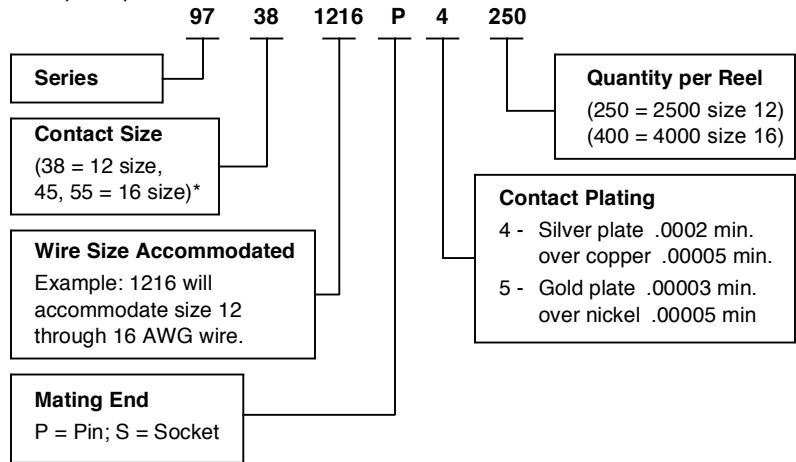 97 38 1216 P 4 250
Series
Contact Size
(38 = 12 size,
45, 55 = 16 size)*
Wire Size Accommodated
Example: 1216 will
accommodate size 12
through 16 AWG wire.
Mating End
P = Pin; S = Socket
Quantity per Reel
(250 = 2500 size 12)
(400 = 4000 size 16)
Contact Plating
4 - Silver plate .0002 min.
over copper .00005 min.
5 - Gold plate .00003 min.
over nickel .00005 min